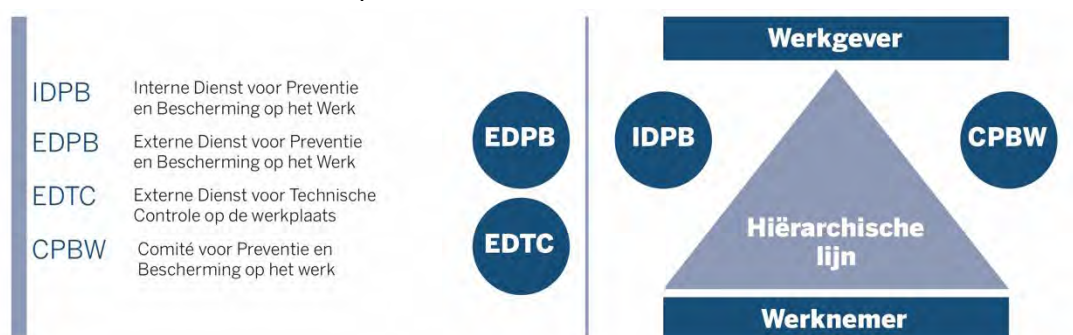 IDPB
Interne Dienst voor Preventie
en Bescherming op het Werk
EDPB
Externe Dienst voor Preventie
en Bescherming op het Werk
EDTC
Externe Dienst voor Technische
Controle op de werkplaats
CPBW
Comité voor Preventie en
Bescherming op het werk
EDPB
EDTC
Werkgever
IDPB
CPBW
Hiërarchische
lijn
Werknemer